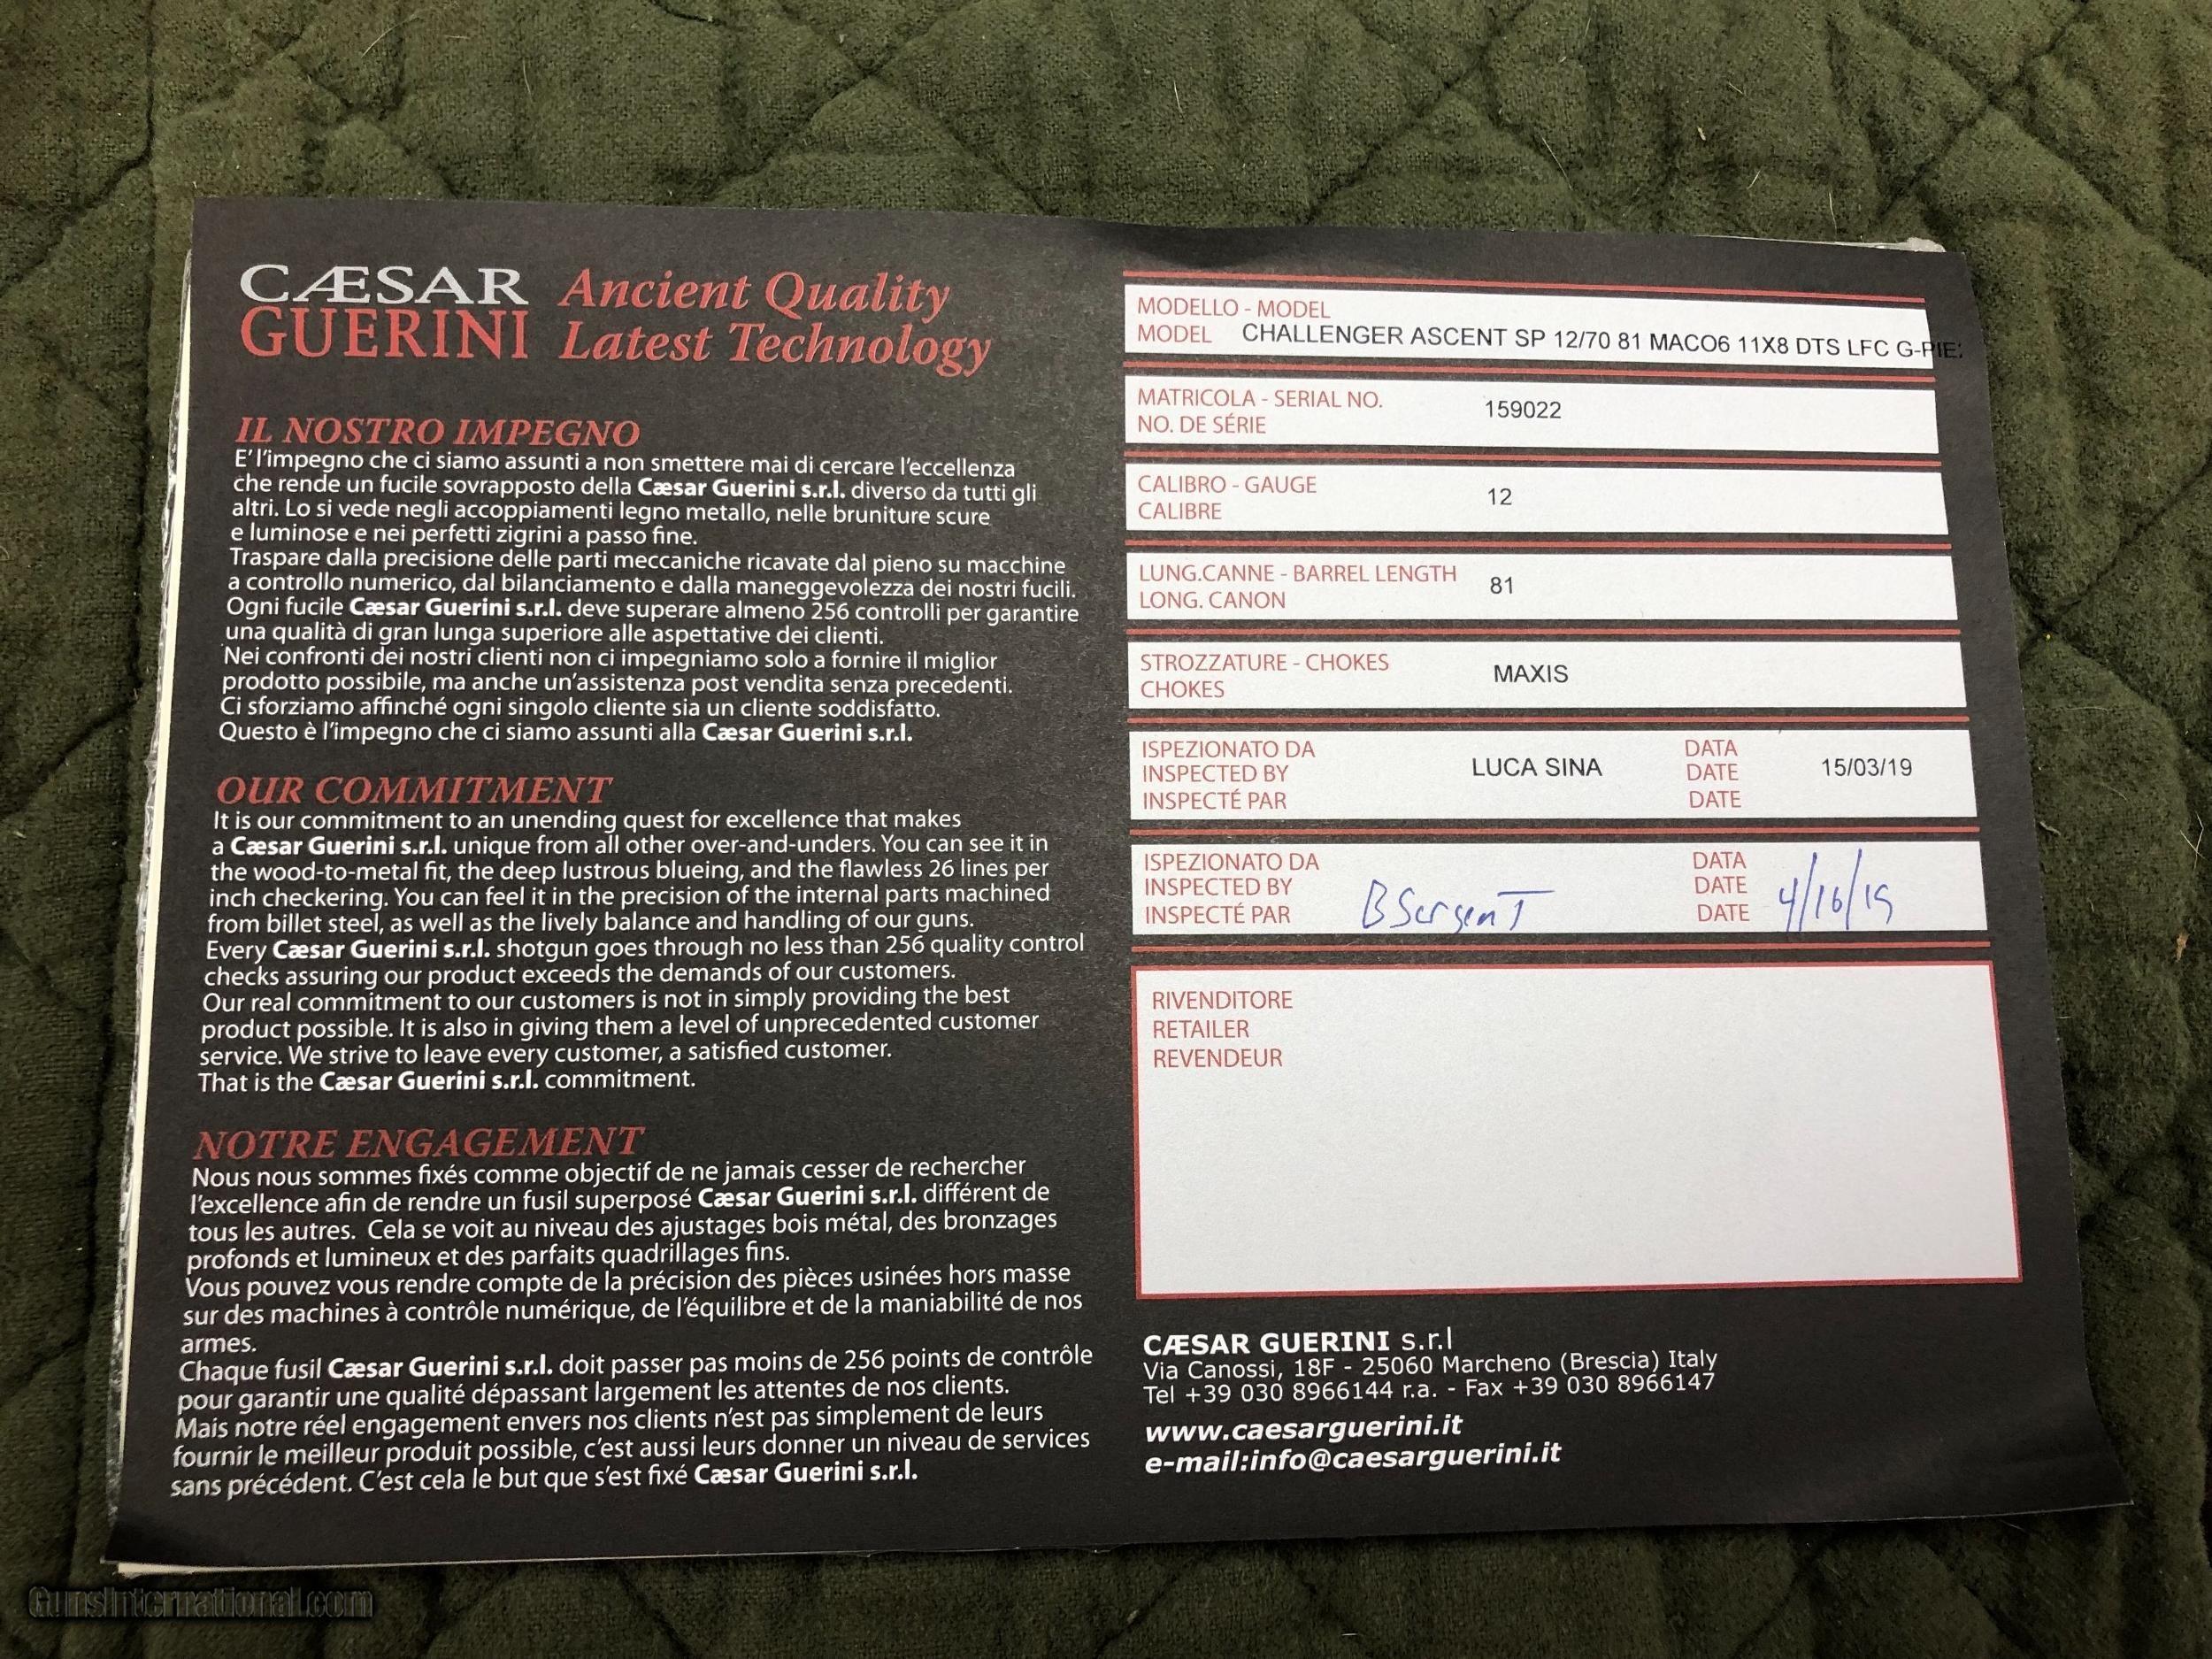 CÆSAR
GUERINI
Ancient Quality
Latest Technology
IL NOSTRO IMPEGNO
E' l'impegno che ci siamo assunti a non smettere mai di cercare l'eccellenza
che rende un fucile sovrapposto della Cæsar Guerini s.r.l. diverso da tutti gli
altri. Lo si vede negli accoppiamenti legno metallo, nelle bruniture scure
e luminose e nei perfetti zigrini a passo fine.
Traspare dalla precisione delle parti meccaniche ricavate dal pieno su macchine
a controllo numerico, dal bilanciamento e dalla maneggevolezza dei nostri fucili.
Ogni fucile Cæsar Guerini s.r.l. deve superare almeno 256 controlli per garantire
una qualità di gran lunga superiore alle aspettative dei clienti.
Nei confronti dei nostri clienti non ci impegniamo solo a fornire il miglior
prodotto possibile, ma anche un'assistenza post vendita senza precedenti.
Ci sforziamo affinché ogni singolo cliente sia un cliente soddisfatto.
Questo è l'impegno che ci siamo assunti alla Cæsar Guerini s.r.l.
OUR COMMITMENT
It is our commitment to an unending quest for excellence that makes
a Cæsar Guerini s.r.l. unique from all other over-and-unders. You can see it in
the wood-to-metal fit, the deep lustrous blueing, and the flawless 26 lines per
inch checkering. You can feel it in the precision of the internal parts machined
from billet steel, as well as the lively balance and handling of our guns.
Every Cæsar Guerini s.r.l. shotgun goes through no less than 256 quality control
checks assuring our product exceeds the demands of our customers.
Our real commitment to our customers is not in simply providing the best
product possible. It is also in giving them a level of unprecedented customer
service. We strive to leave every customer, a satisfied customer.
That is the Cæsar Guerini s.r.l. commitment.
NOTRE ENGAGEMENT
Nous nous sommes fixés comme objectif de ne jamais cesser de rechercher
l'excellence afin de rendre un fusil superposé Cæsar Guerini s.r.l. différent de
tous les autres. Cela se voit au niveau des ajustages bois métal, des bronzages
profonds et lumineux et des parfaits quadrillages fins.
Vous pouvez vous rendre compte de la précision des pièces usinées hors masse
sur des machines à contrôle numérique, de l'équilibre et de la maniabilité de nos
armes.
Chaque fusil Cæsar Guerini s.r.l. doit passer pas moins de 256 points de contrôle
pour garantir une qualité dépassant largement les attentes de nos clients.
Mais notre réel engagement envers nos clients n'est pas simplement de leurs
fournir le meilleur produit possible, c'est aussi leurs donner un niveau de services
sans précédent. C'est cela le but que s'est fixé Cæsar Guerini s.r.l.
MODELLO - MODEL
MODEL CHALLENGER ASCENT SP 12/70 81 MACO6 11X8 DTS LFC
MATRICOLA - SERIAL NO.
NO. DE SÉRIE
159022
CALIBRO - GAUGE
CALIBRE
12
LUNG.CANNE - BARREL LENGTH
LONG. CANON
81
STROZZATURE - CHOKES
CHOKES
MAXIS
ISPEZIONATO DA
INSPECTED BY
INSPECTÉ PAR
LUCA SINA
DATA
DATE
DATE
15/03/19
ISPEZIONATO DA
INSPECTED BY
INSPECTÉ PAR
B SergenT
DATA
DATE
DATE
4/16/19
RIVENDITORE
RETAILER
REVENDEUR
CÆSAR GUERINI s.r.l
Via Canossi, 18F - 25060 Marcheno (Brescia) Italy
Tel +39 030 8966144 r.a. - Fax +39 030 8966147
www.caesarguerini.it
e-mail:info@caesarguerini.it
GunsInternational.com